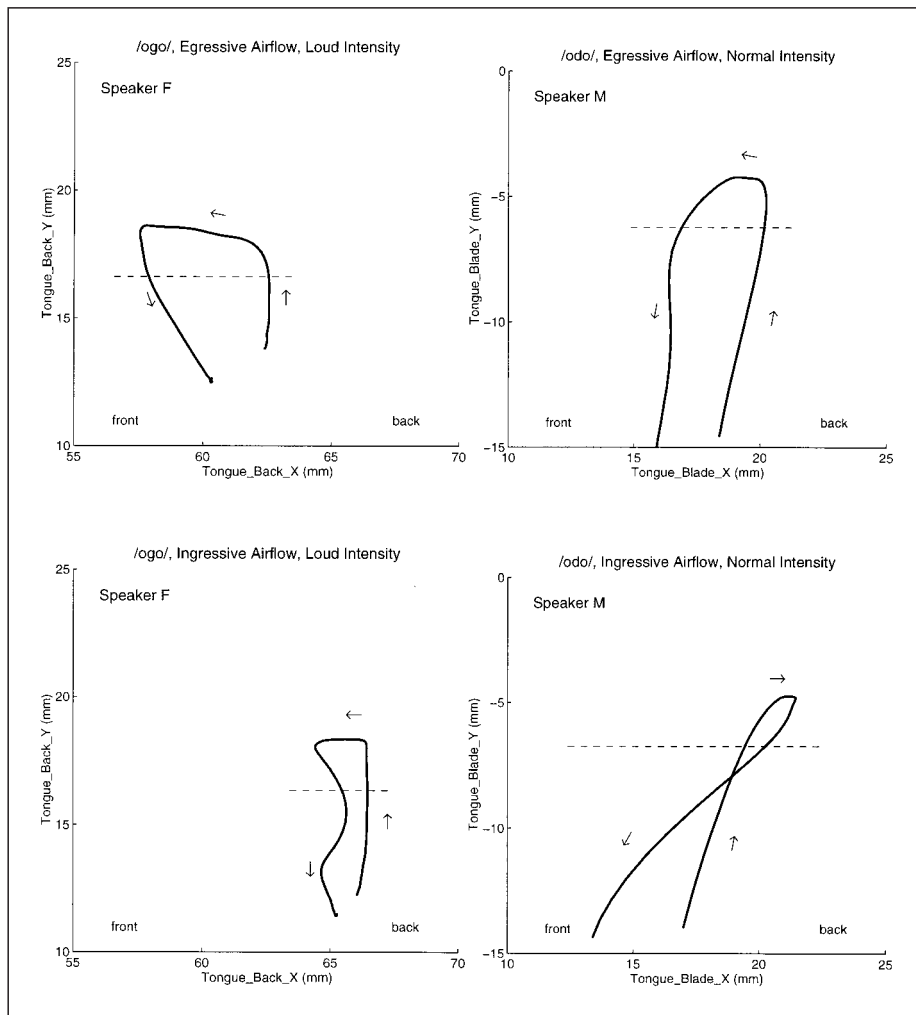 /ogo/, Egressive Airflow, Loud Intensity
Speaker F
25
20
15
10
Tongue_Back_Y (mm)
front
back
55
60
65
70
Tongue_Back_X (mm)
/odo/, Egressive Airflow, Normal Intensity
Speaker M
0
−5
−10
−15
Tongue_Blade_Y (mm)
front
back
10
15
20
25
Tongue_Blade_X (mm)
/ogo/, Ingressive Airflow, Loud Intensity
Speaker F
25
20
15
10
Tongue_Back_Y (mm)
front
back
55
60
65
70
Tongue_Back_X (mm)
/odo/, Ingressive Airflow, Normal Intensity
Speaker M
0
−5
−10
−15
Tongue_Blade_Y (mm)
front
back
10
15
20
25
Tongue_Blade_X (mm)